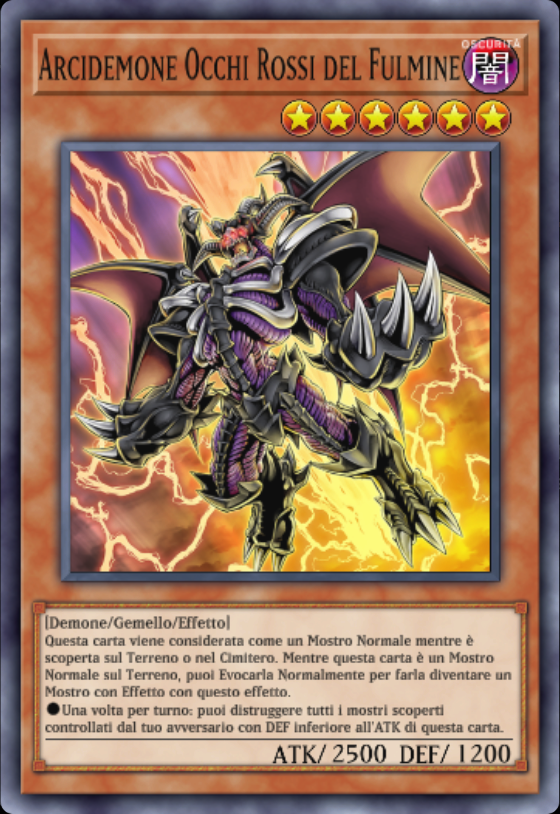 OSCURITÀ
ARCIDEMONE OCCHI ROSSI DEL FULMINE
闇
[Demone/Gemello/Effetto]
Questa carta viene considerata come un Mostro Normale mentre è
scoperta sul Terreno o nel Cimitero. Mentre questa carta è un Mostro
Normale sul Terreno, puoi Evocarla Normalmente per farla diventare un
Mostro con Effetto con questo effetto.
●Una volta per turno: puoi distruggere tutti i mostri scoperti
controllati dal tuo avversario con DEF inferiore all'ATK di questa carta.
ATK/ 2500 DEF/ 1200